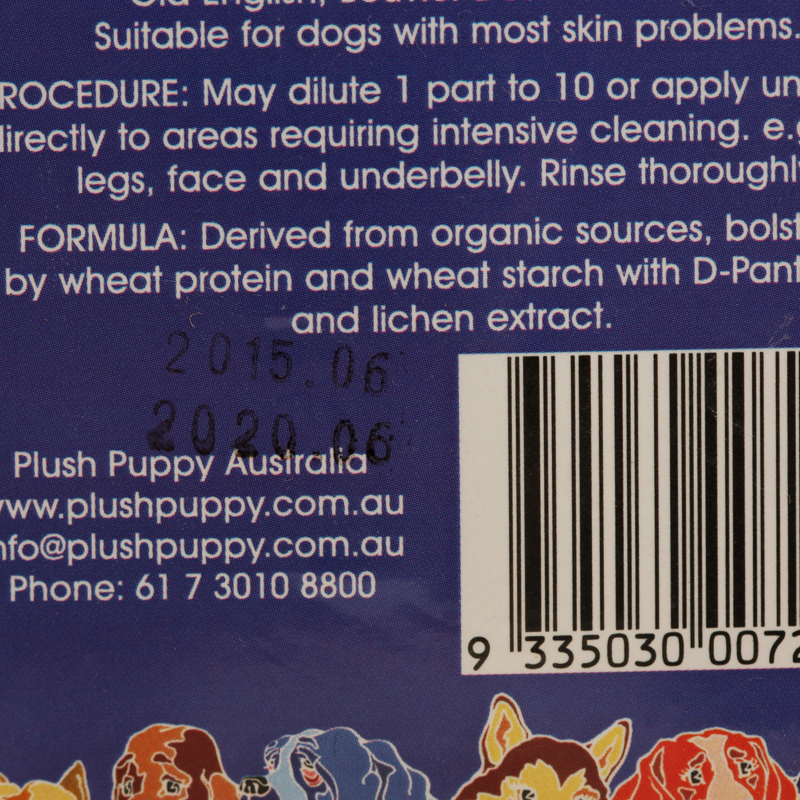 Old English,
Suitable for dogs with most skin problems.
ROCEDURE: May dilute 1 part to 10 or apply un
directly to areas requiring intensive cleaning. e.g
legs, face and underbelly. Rinse thoroughly
FORMULA: Derived from organic sources, bolst
by wheat protein and wheat starch with D-Pant
and lichen extract.
2015.06
2020.06
Plush Puppy Australia
www.plushpuppy.com.au
nfo@plushpuppy.com.au
Phone: 61 7 3010 8800
9 335030 0072